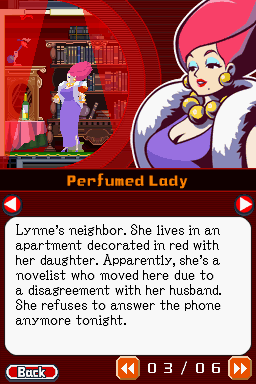 Perfumed Lady
Lynne's neighbor. She lives in an
apartment decorated in red with
her daughter. Apparently, she's a
novelist who moved here due to
a disagreement with her husband.
She refuses to answer the phone
anymore tonight.
Back
03/06